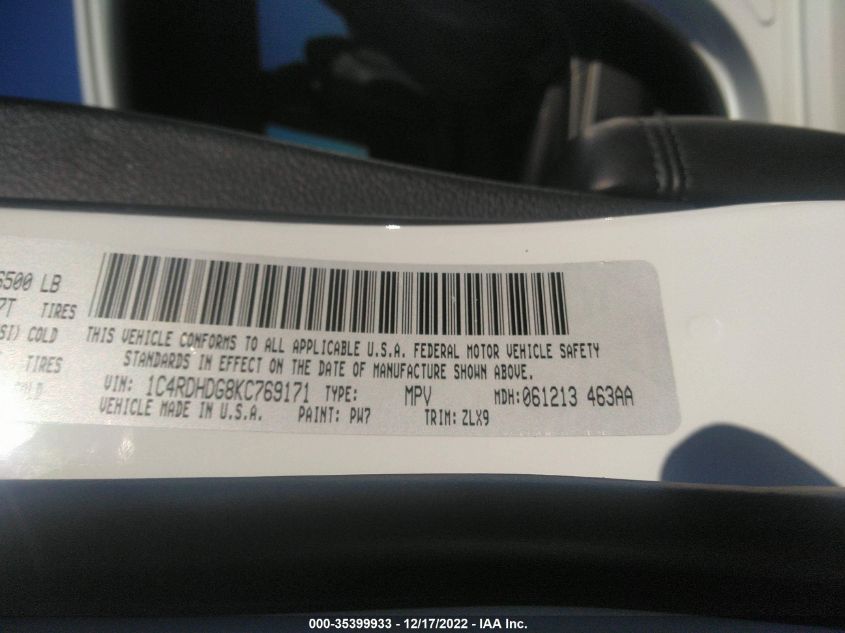 6500 LB
7T TIRES
SI) COLD
TIRES
COLD
THIS VEHICLE CONFORMS TO ALL APPLICABLE U.S.A. FEDERAL MOTOR VEHICLE SAFETY
STANDARDS IN EFFECT ON THE DATE OF MANUFACTURE SHOWN ABOVE.
VIN: 1C4RDHDG8KC769171 TYPE: MPV MDH: 061213 463AA
VEHICLE MADE IN U.S.A. PAINT: PW7 TRIM: ZLX9
000-35399933 - 12/17/2022 - IAA Inc.